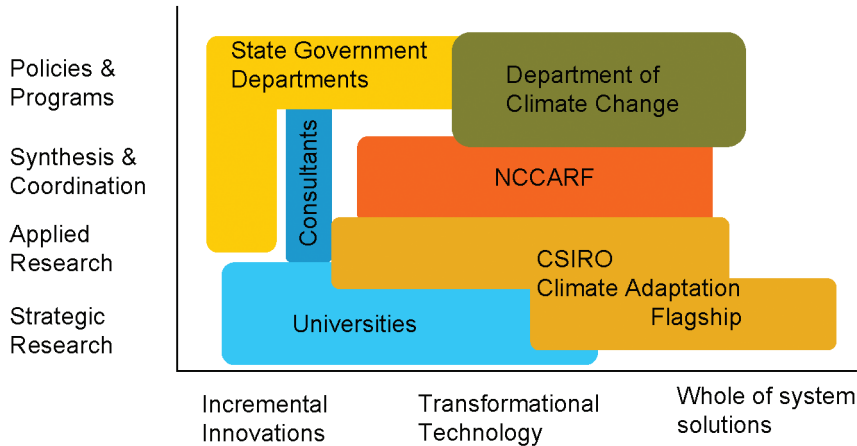 State Government
Departments
Policies &
Programs
Department of
Climate Change
Consultants
Synthesis &
Coordination
NCCARF
Applied
Research
CSIRO
Climate Adaptation
Flagship
Strategic
Research
Universities
Incremental
Innovations
Transformational
Technology
Whole of system
solutions